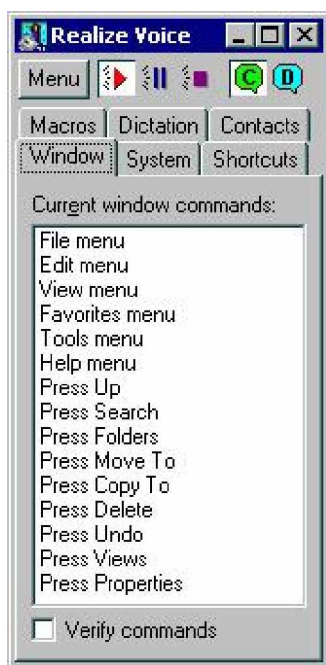 Realize Voice
Menu C D
Macros Dictation Contacts
Window System Shortcuts
Current window commands:
File menu
Edit menu
View menu
Favorites menu
Tools menu
Help menu
Press Up
Press Search
Press Folders
Press Move To
Press Copy To
Press Delete
Press Undo
Press Views
Press Properties
Verify commands